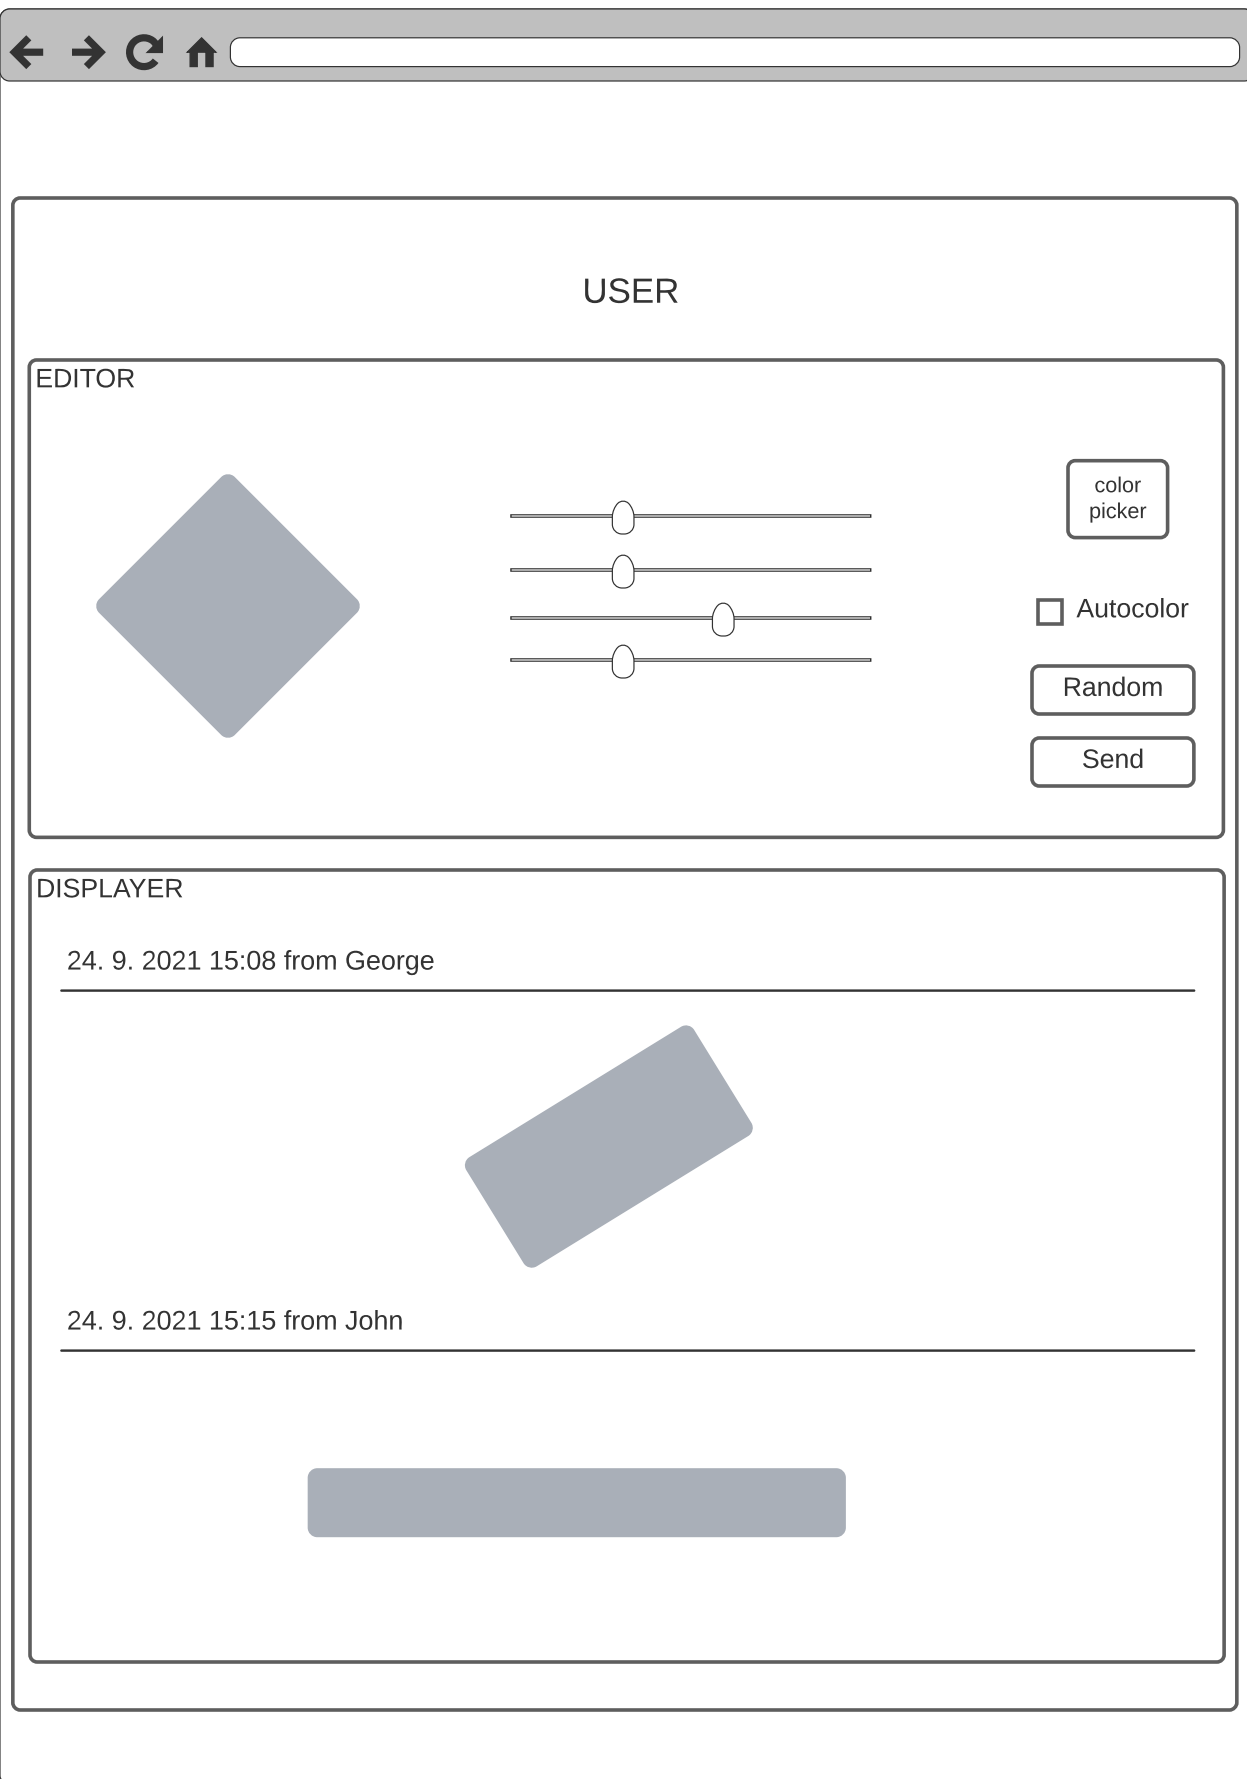 USER
EDITOR
color
picker
Autocolor
Random
Send
DISPLAYER
24. 9. 2021 15:08 from George
24. 9. 2021 15:15 from John